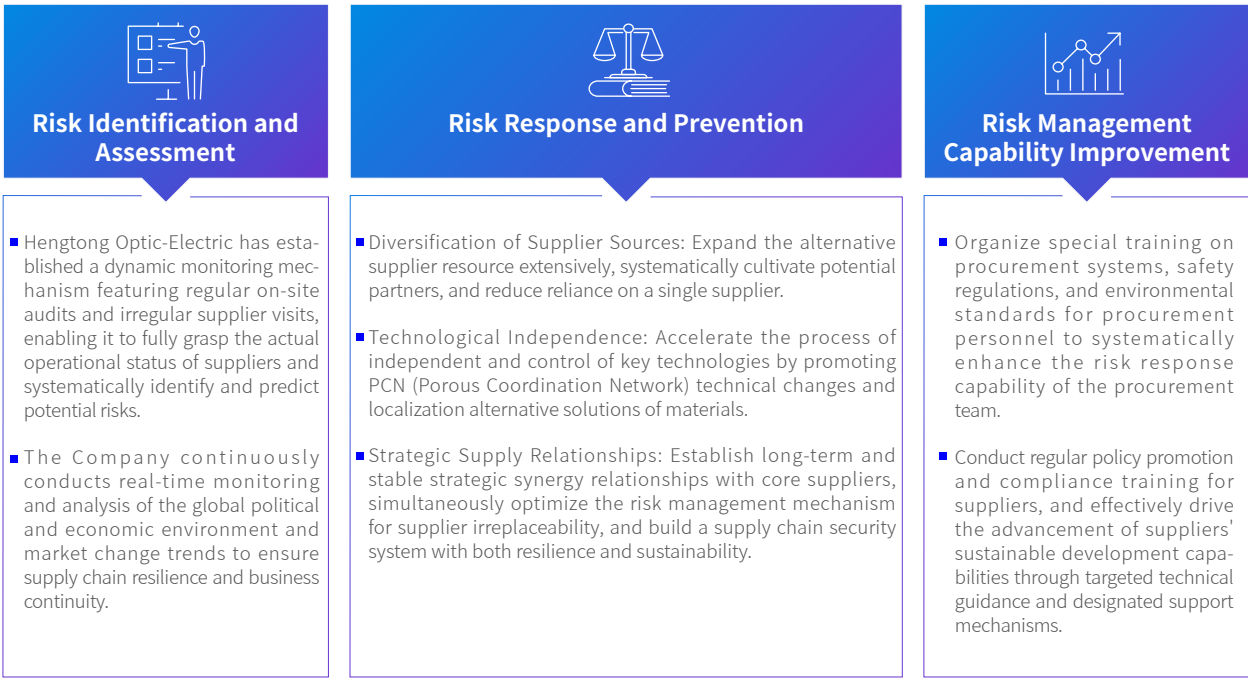 Risk Identification and
Assessment
Hengtong Optic-Electric has esta-
blished a dynamic monitoring mec-
hanism featuring regular on-site
audits and irregular supplier visits,
enabling it to fully grasp the actual
operational status of suppliers and
systematically identify and predict
potential risks.
The Company continuously
conducts real-time monitoring
and analysis of the global political
and economic environment and
market change trends to ensure
supply chain resilience and business
continuity.
Risk Response and Prevention
Diversification of Supplier Sources: Expand the alternative
supplier resource extensively, systematically cultivate potential
partners, and reduce reliance on a single supplier.
Technological Independence: Accelerate the process of
independent and control of key technologies by promoting
PCN (Porous Coordination Network) technical changes and
localization alternative solutions of materials.
Strategic Supply Relationships: Establish long-term and
stable strategic synergy relationships with core suppliers,
simultaneously optimize the risk management mechanism
for supplier irreplaceability, and build a supply chain security
system with both resilience and sustainability.
Risk Management
Capability Improvement
Organize special training on
procurement systems, safety
regulations, and environmental
standards for procurement
personnel to systematically
enhance the risk response
capability of the procurement
team.
Conduct regular policy promotion
and compliance training for
suppliers, and effectively drive
the advancement of suppliers'
sustainable development capa-
bilities through targeted technical
guidance and designated support
mechanisms.